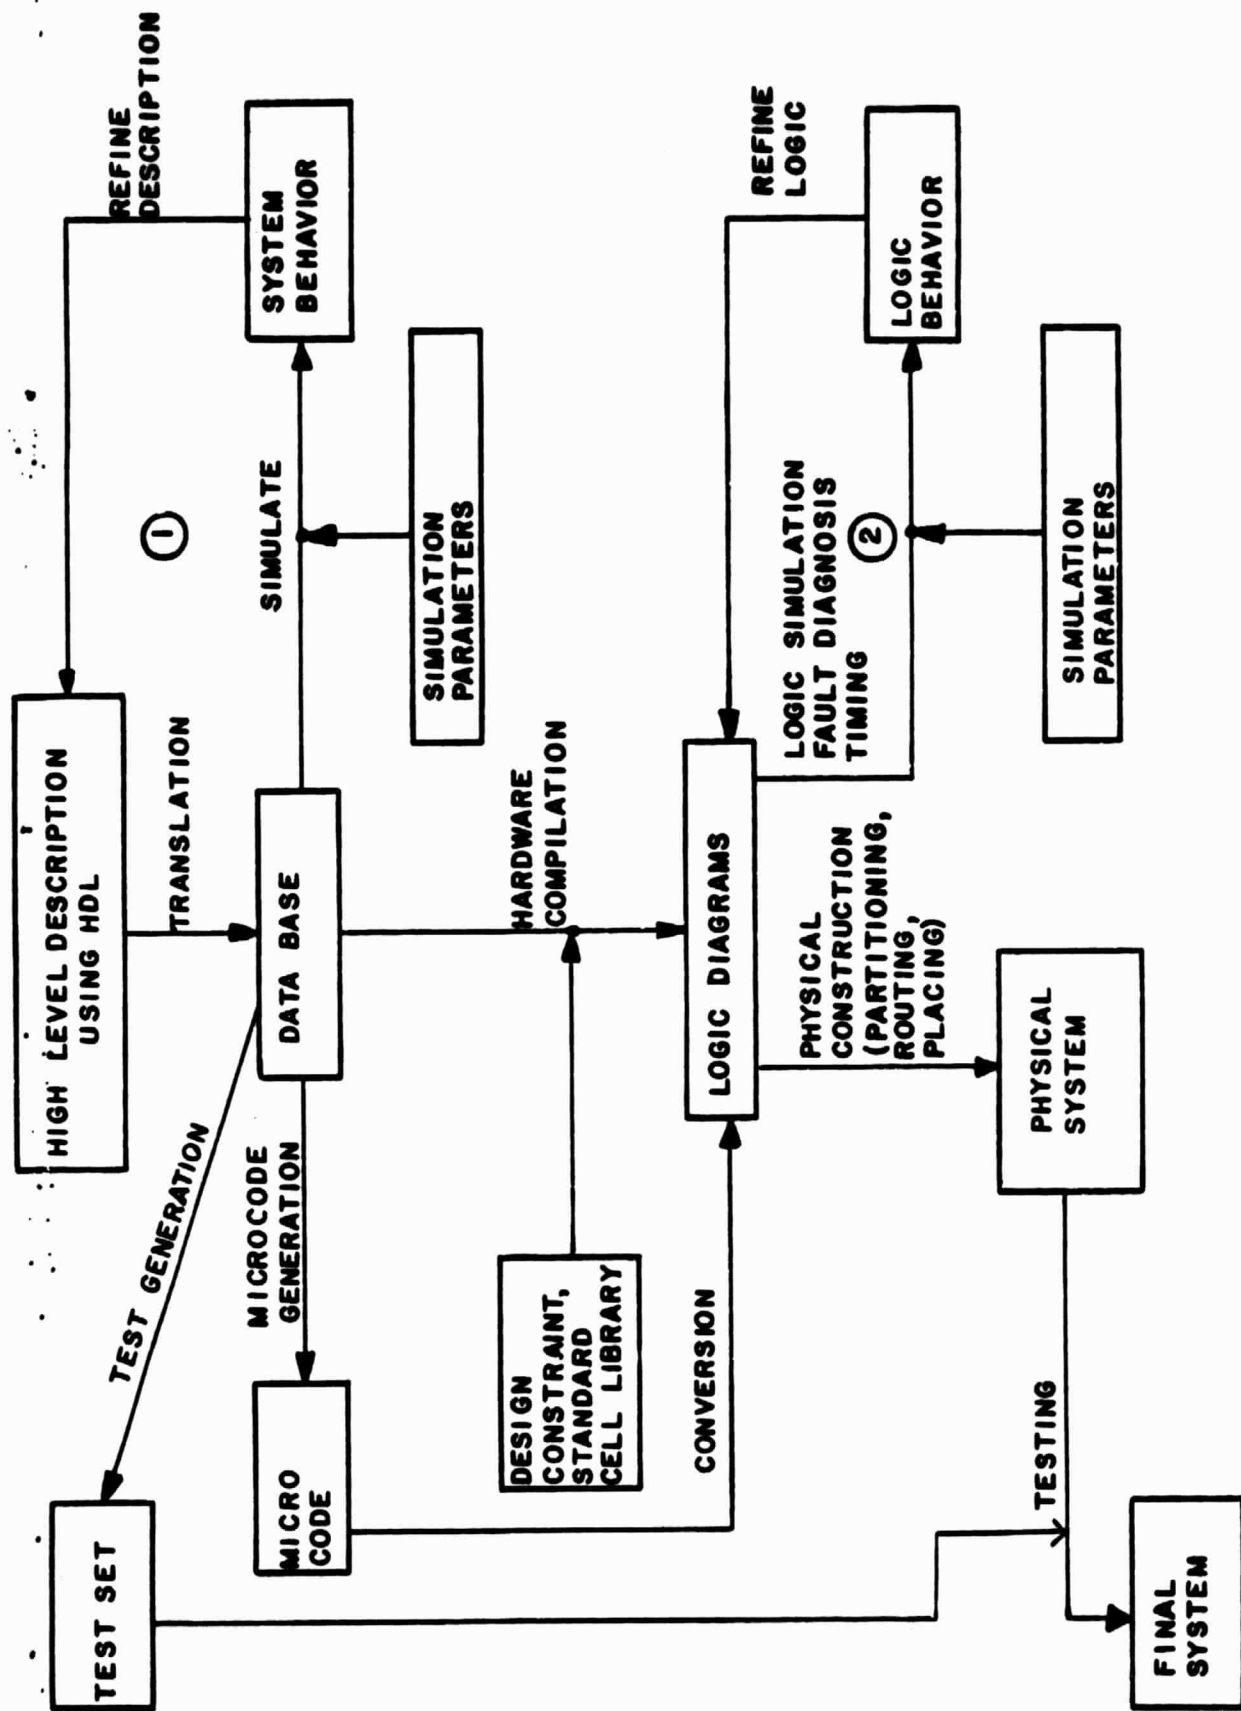 HIGH LEVEL DESCRIPTION
USING HDL
REFINE
DESCRIPTION
TRANSLATION
①
TEST GENERATION
TEST SET
MICROCODE
GENERATION
MICRO
CODE
DATA BASE
SIMULATE
SYSTEM
BEHAVIOR
SIMULATION
PARAMETERS
HARDWARE
COMPILATION
DESIGN
CONSTRAINT,
STANDARD
CELL LIBRARY
CONVERSION
LOGIC DIAGRAMS
REFINE
LOGIC
LOGIC SIMULATION
FAULT DIAGNOSIS
TIMING
②
LOGIC
BEHAVIOR
SIMULATION
PARAMETERS
PHYSICAL
CONSTRUCTION
(PARTITIONING,
ROUTING,
PLACING)
PHYSICAL
SYSTEM
TESTING
FINAL
SYSTEM